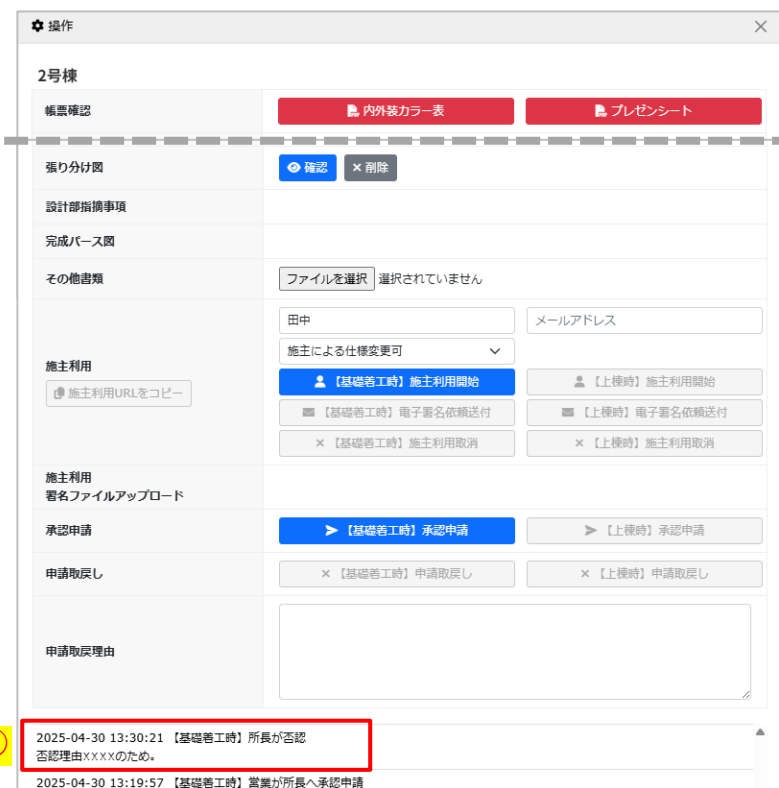 操作
2号棟
帳票確認
内外装カラー表
プレゼンシート
張り分け図
確認
× 削除
設計部指摘事項
完成パース図
その他書類
ファイルを選択 選択されていません
田中
メールアドレス
施主による仕様変更可
施主利用
施主利用URLをコピー
【基礎着工時】施主利用開始
【上棟時】施主利用開始
【基礎着工時】電子署名依頼送付
【上棟時】電子署名依頼送付
× 【基礎着工時】施主利用取消
× 【上棟時】施主利用取消
施主利用
署名ファイルアップロード
承認申請
【基礎着工時】承認申請
【上棟時】承認申請
申請取戻し
× 【基礎着工時】申請取戻し
× 【上棟時】申請取戻し
申請取戻理由
2025-04-30 13:30:21 【基礎着工時】所長が否認
否認理由xxxxのため。
2025-04-30 13:19:57 【基礎着工時】営業が所長へ承認申請